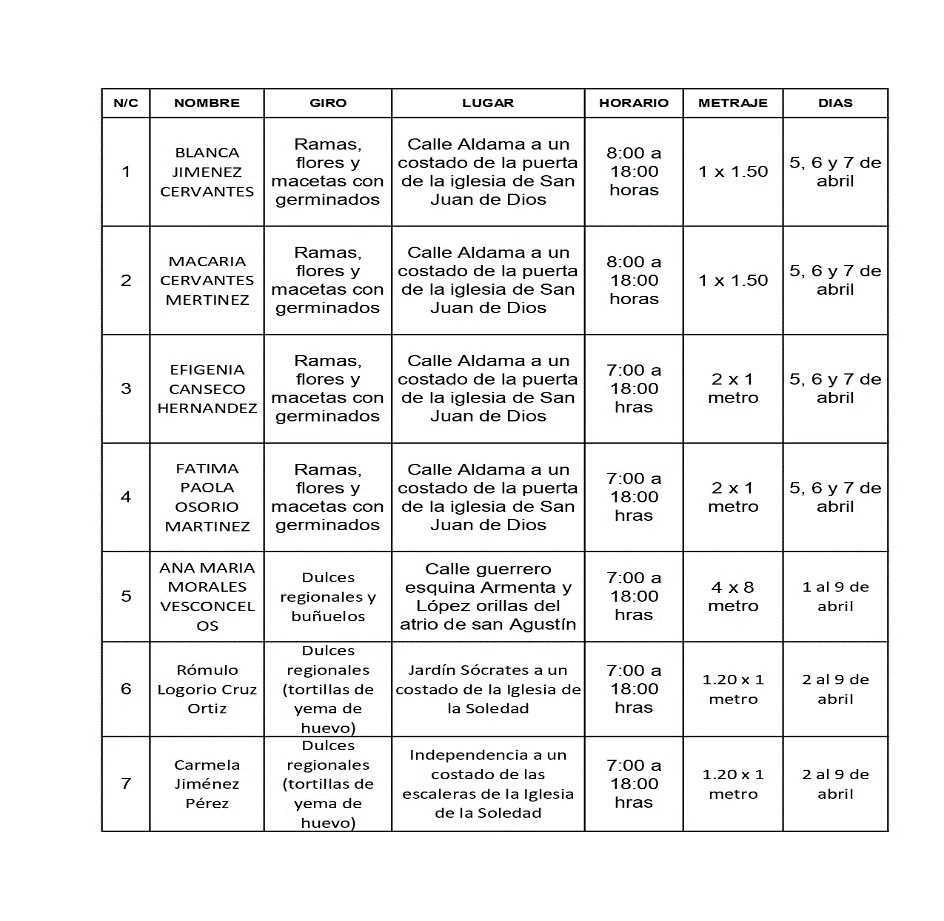 N/C NOMBRE GIRO LUGAR HORARIO METRAJE DIAS
1
BLANCA
JIMENEZ
CERVANTES
Ramas,
flores y
macetas con
germinados
Calle Aldama a un
costado de la puerta
de la iglesia de San
Juan de Dios
8:00 a
18:00
horas
1 x 1.50
5, 6 y 7 de
abril
2
MACARIA
CERVANTES
MERTINEZ
Ramas,
flores y
macetas con
germinados
Calle Aldama a un
costado de la puerta
de la iglesia de San
Juan de Dios
8:00 a
18:00
horas
1 x 1.50
5, 6 y 7 de
abril
3
EFIGENIA
CANSECO
HERNANDEZ
Ramas,
flores y
macetas con
germinados
Calle Aldama a un
costado de la puerta
de la iglesia de San
Juan de Dios
7:00 a
18:00
hras
2 x 1
metro
5, 6 y 7 de
abril
4
FATIMA
PAOLA
OSORIO
MARTINEZ
Ramas,
flores y
macetas con
germinados
Calle Aldama a un
costado de la puerta
de la iglesia de San
Juan de Dios
7:00 a
18:00
hras
2 x 1
metro
5, 6 y 7 de
abril
5
ANA MARIA
MORALES
VESCONCEL
OS
Dulces
regionales y
buñuelos
Calle guerrero
esquina Armenta y
López orillas del
atrio de san Agustín
7:00 a
18:00
hras
4 x 8
metro
1 al 9 de
abril
6
Rómulo
Logorio Cruz
Ortiz
Dulces
regionales
(tortillas de
yema de
huevo)
Jardín Sócrates a un
costado de la Iglesia de
la Soledad
7:00 a
18:00
hras
1.20 x 1
metro
2 al 9 de
abril
7
Carmela
Jiménez
Pérez
Dulces
regionales
(tortillas de
yema de
huevo)
Independencia a un
costado de las
escaleras de la Iglesia
de la Soledad
7:00 a
18:00
hras
1.20 x 1
metro
2 al 9 de
abril